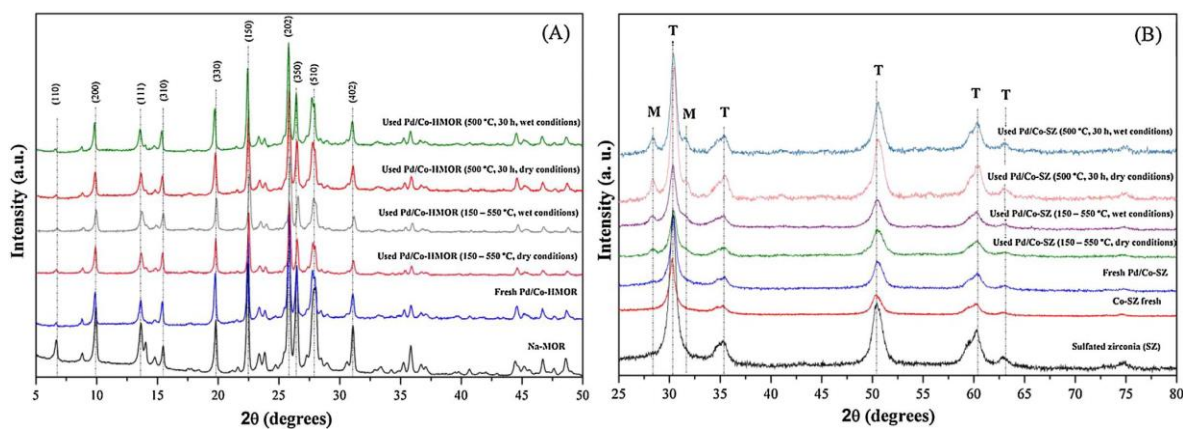 (A)
Intensity (a.u.)
(110)
(200)
(111)
(310)
(330)
(150)
(202)
(350)
(510)
(402)
Used Pd/Co-HMOR (500 °C, 30 h, wet conditions)
Used Pd/Co-HMOR (500 °C, 30 h, dry conditions)
Used Pd/Co-HMOR (150 – 550 °C, wet conditions)
Used Pd/Co-HMOR (150 – 550 °C, dry conditions)
Fresh Pd/Co-HMOR
Na-MOR
5 10 15 20 25 30 35 40 45 50
2θ (degrees)
(B)
Intensity (a. u.)
M T M T T T T
Used Pd/Co-SZ (500 °C, 30 h, wet conditions)
Used Pd/Co-SZ (500 °C, 30 h, dry conditions)
Used Pd/Co-SZ (150 – 550 °C, wet conditions)
Used Pd/Co-SZ (150 – 550 °C, dry conditions)
Fresh Pd/Co-SZ
Co-SZ fresh
Sulfated zirconia (SZ)
25 30 35 40 45 50 55 60 65 70 75 80
2θ (degrees)